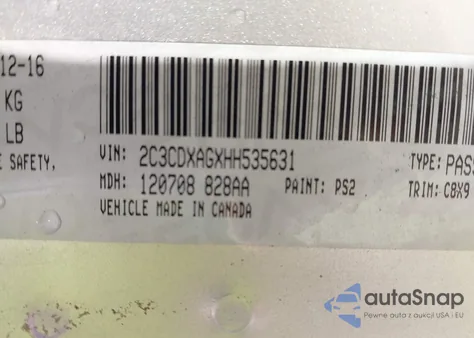 12-16
KG
LB
E SAFETY,
VIN: 2C3CDXAGXHH535631 TYPE: PASS
MDH: 120708 828AA PAINT: PS2 TRIM: C8X9
VEHICLE MADE IN CANADA
autaSnap
Pewne auta z aukcji USA i EU